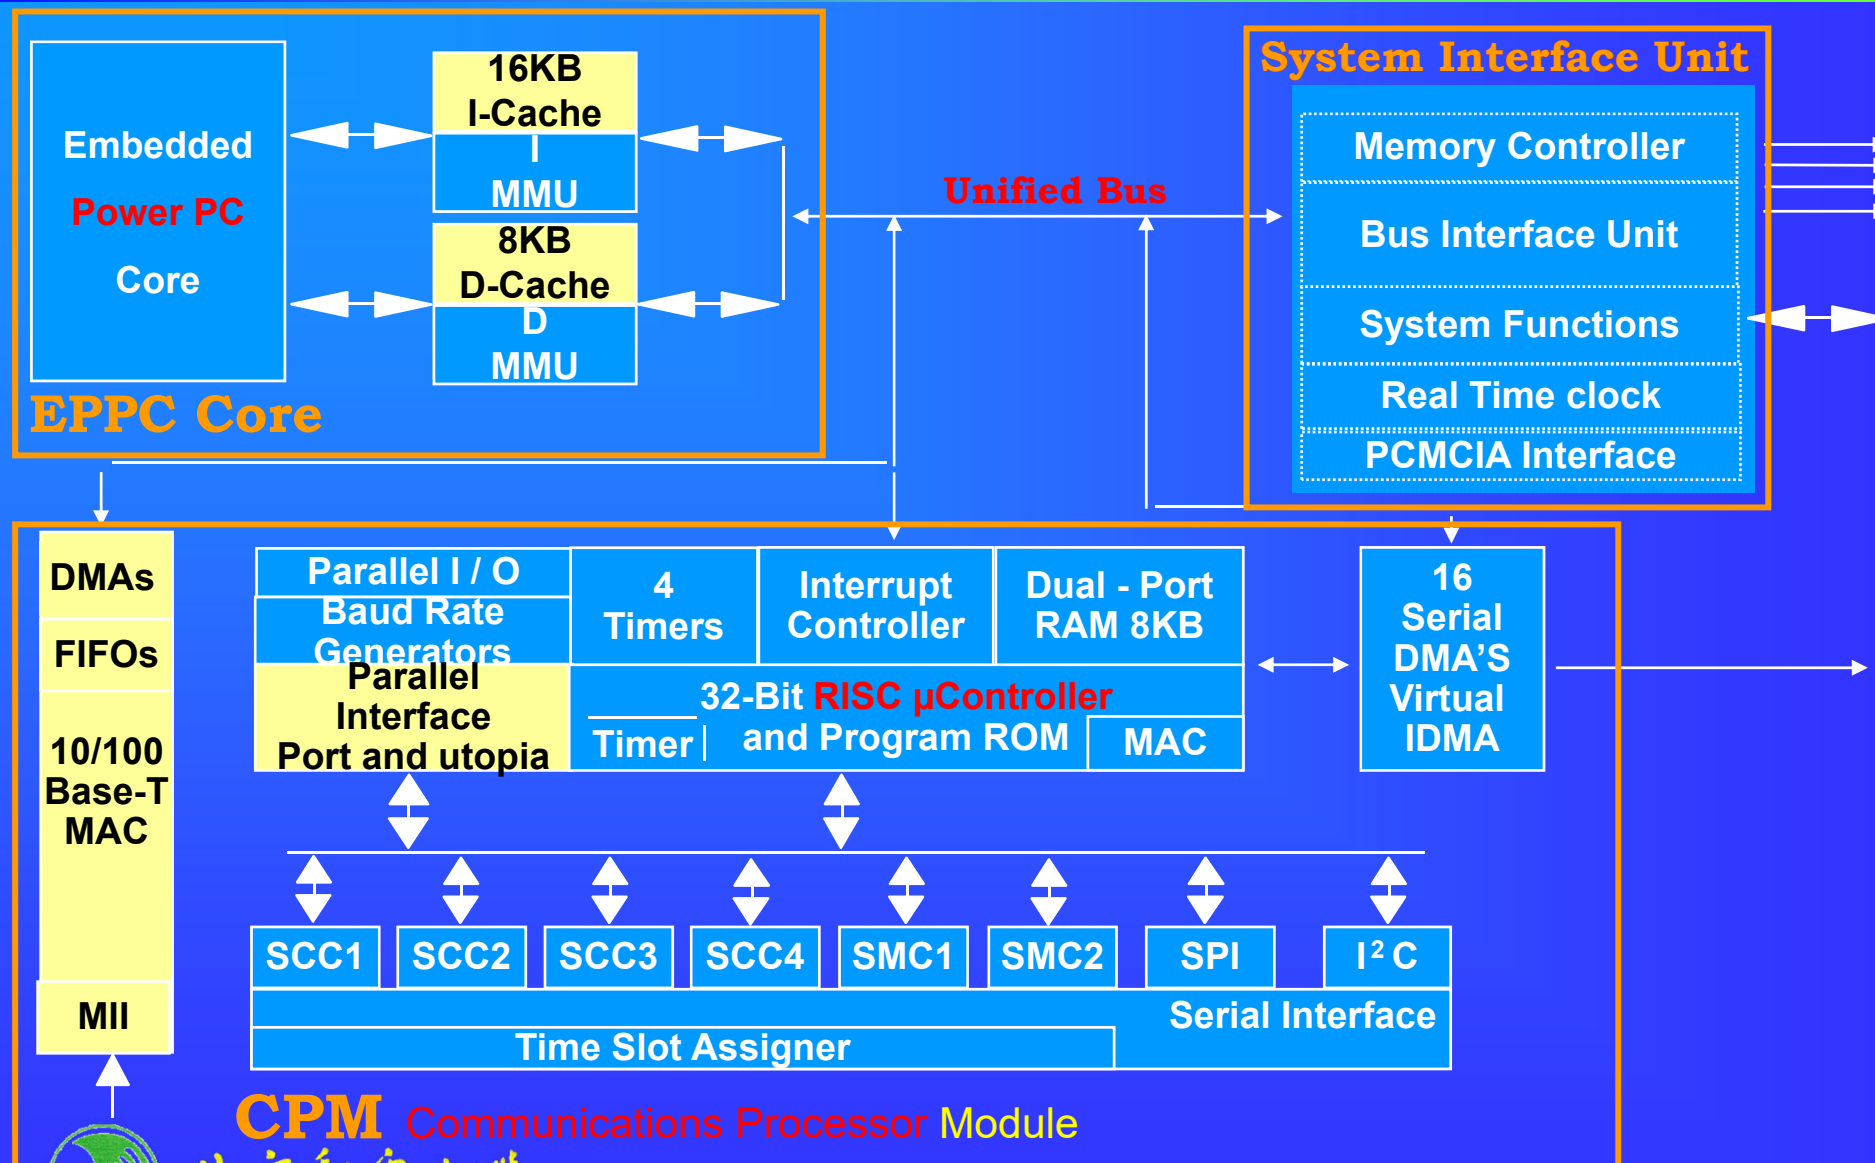 Embedded
Power PC
Core
16KB
I-Cache
I
MMU
8KB
D-Cache
D
MMU
EPPC Core
Unified Bus
System Interface Unit
Memory Controller
Bus Interface Unit
System Functions
Real Time clock
PCMCIA Interface
DMAs
FIFOs
10/100
Base-T
MAC
MII
Parallel I / O
Baud Rate
Generators
4
Timers
Interrupt
Controller
Dual - Port
RAM 8KB
Parallel
Interface
Port and utopia
32-Bit RISC µController
and Program ROM
Timer
MAC
16
Serial
DMA'S
Virtual
IDMA
SCC1
SCC2
SCC3
SCC4
SMC1
SMC2
SPI
I² C
Serial Interface
Time Slot Assigner
CPM Communications Processor Module